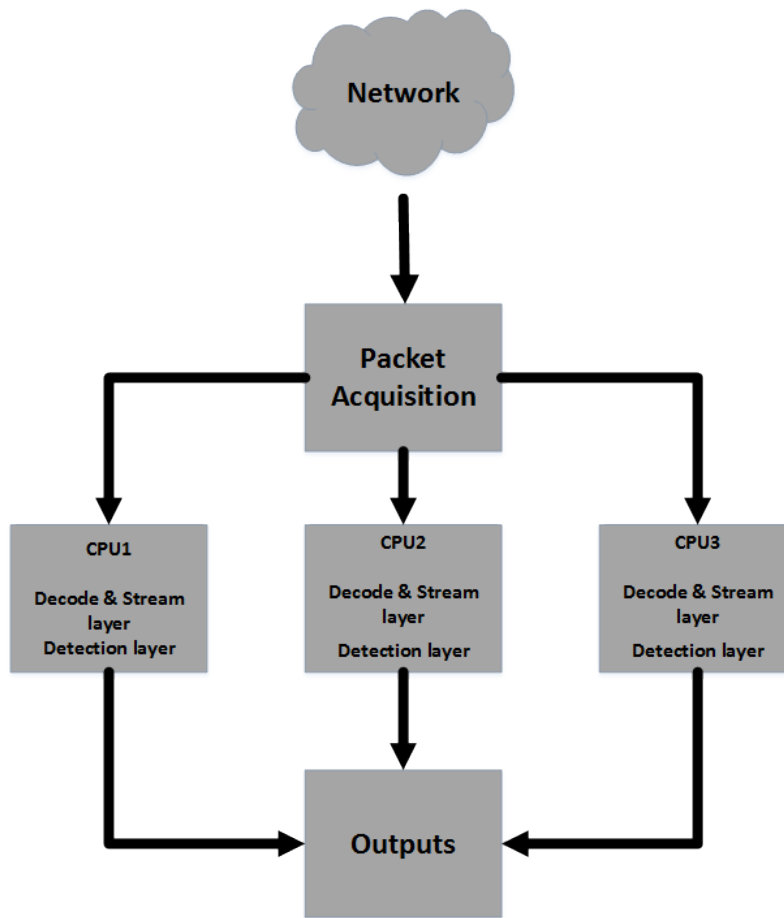 Network
Packet
Acquisition
CPU1
Decode & Stream
layer
Detection layer
CPU2
Decode & Stream
layer
Detection layer
CPU3
Decode & Stream
layer
Detection layer
Outputs